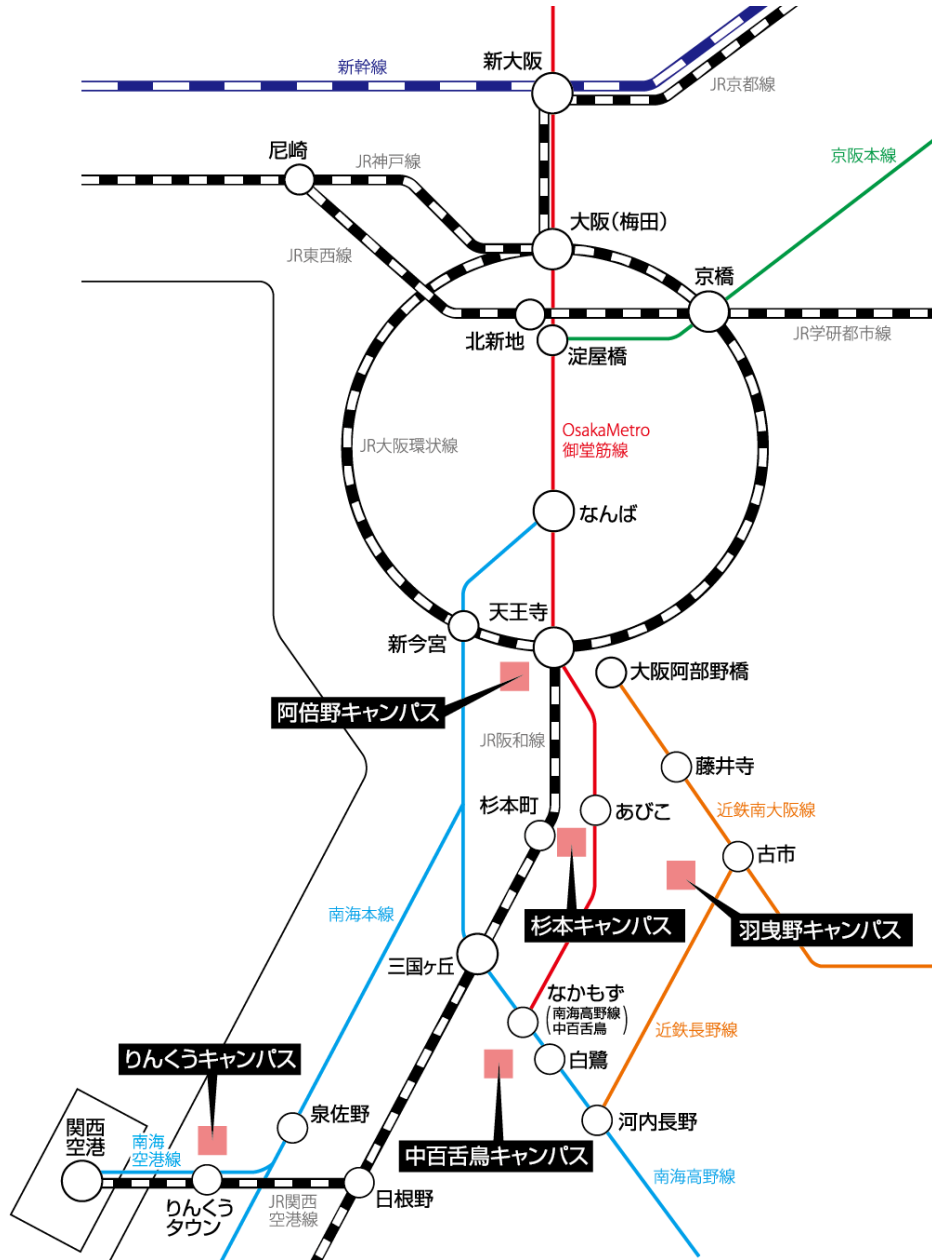 新大阪
新幹線
JR京都線
尼崎
JR神戸線
京阪本線
大阪(梅田)
JR東西線
京橋
北新地
淀屋橋
JR学研都市線
OsakaMetro
御堂筋線
JR大阪環状線
なんば
天王寺
新今宮
大阪阿部野橋
阿倍野キャンパス
JR阪和線
藤井寺
杉本町
あびこ
近鉄南大阪線
古市
南海本線
杉本キャンパス
羽曳野キャンパス
三国ヶ丘
なかもず
(南海高野線
中百舌鳥)
近鉄長野線
りんくうキャンパス
白鷺
関西
空港
泉佐野
河内長野
南海
空港線
中百舌鳥キャンパス
南海高野線
りんくう
タウン
JR関西
空港線
日根野